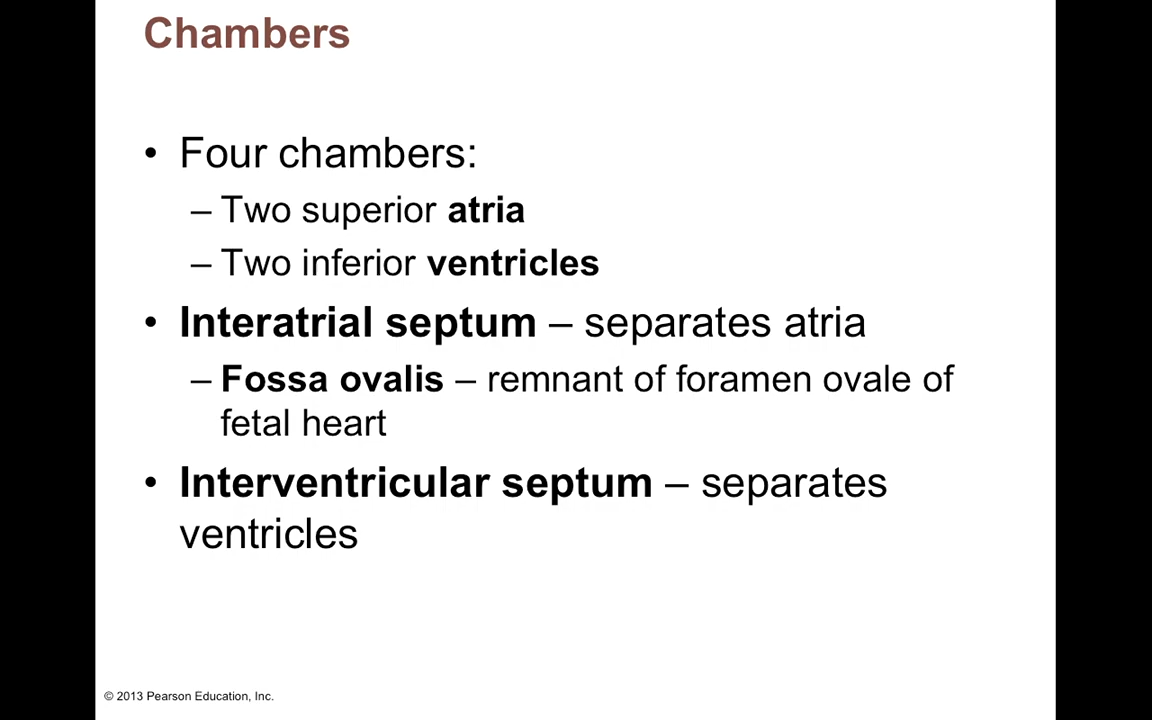 Chambers
• Four chambers:
– Two superior atria
– Two inferior ventricles
• Interatrial septum – separates atria
– Fossa ovalis – remnant of foramen ovale of
fetal heart
• Interventricular septum – separates
ventricles
© 2013 Pearson Education, Inc.